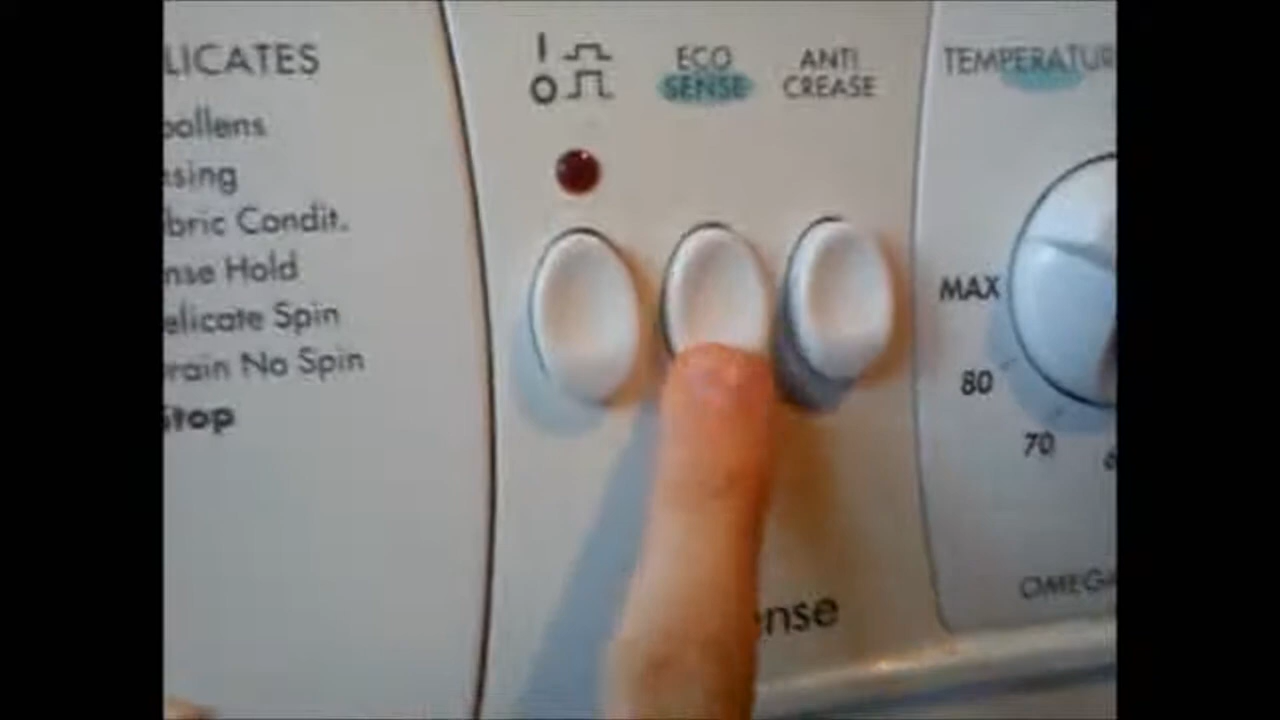 LICATES
ollens
sing
bric Condit.
nse Hold
elicate Spin
rain No Spin
Stop
I
O
ECO
SENSE
ANTI
CREASE
TEMPERATUR
MAX
80
70
6
OMEGA
nse